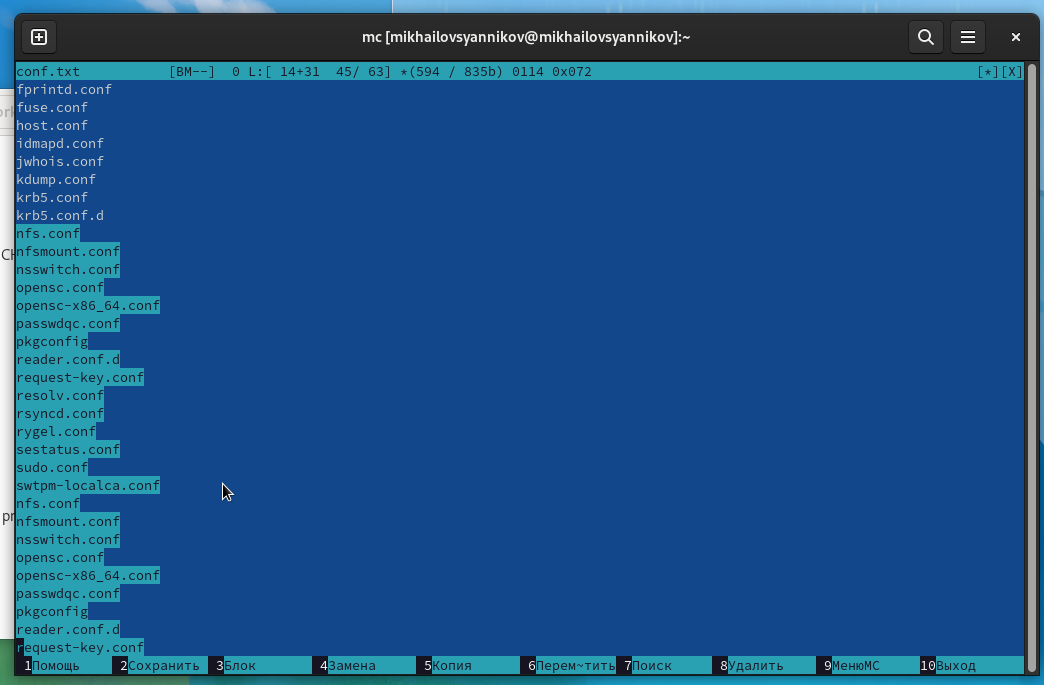 mc [mikhailovsyannikov@mikhailovsyannikov]:~
conf.txt [BM--] 0 L:[ 14+31 45/ 63] *(594 / 835b) 0114 0x072 [*][X]
fprintd.conf
fuse.conf
host.conf
idmapd.conf
jwhois.conf
kdump.conf
krb5.conf
krb5.conf.d
nfs.conf
nfsmount.conf
nsswitch.conf
opensc.conf
opensc-x86_64.conf
passwdqc.conf
pkgconfig
reader.conf.d
request-key.conf
resolv.conf
rsyncd.conf
rygel.conf
sestatus.conf
sudo.conf
swtpm-localca.conf
nfs.conf
nfsmount.conf
nsswitch.conf
opensc.conf
opensc-x86_64.conf
passwdqc.conf
pkgconfig
reader.conf.d
request-key.conf
1Помощь 2Сохранить 3Блок 4Замена 5Копия 6Перем~тить 7Поиск 8Удалить 9МенюMC 10Выход